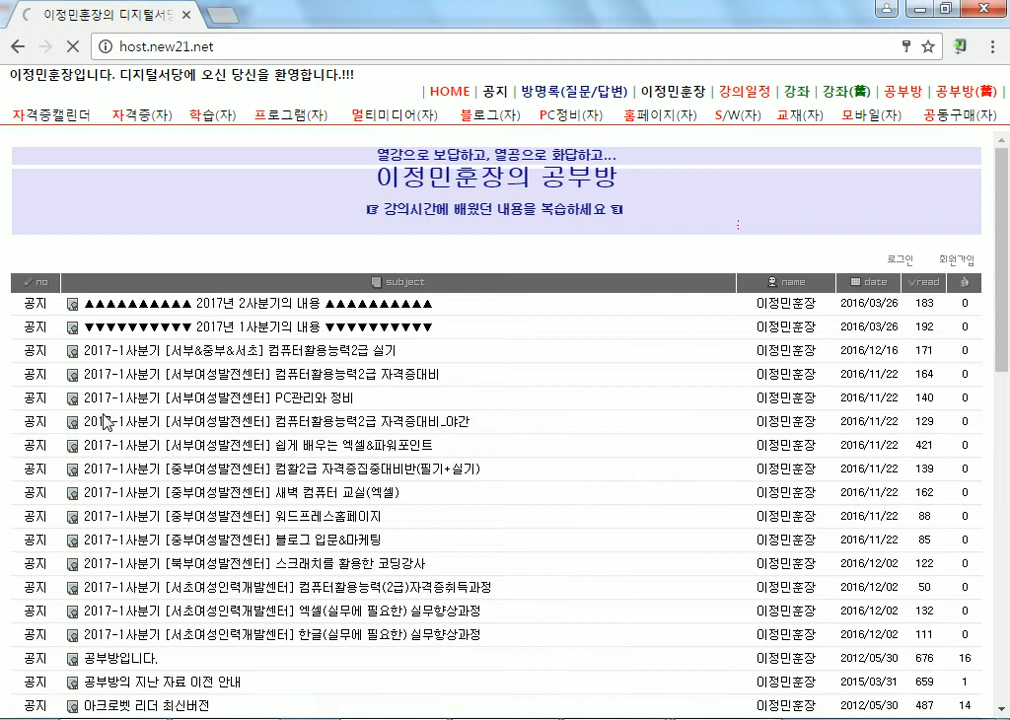 이정민훈장의 디지털서당
host.new21.net
이정민훈장입니다. 디지털서당에 오신 당신을 환영합니다.!!!
| HOME | 공지 | 방명록(질문/답변) | 이정민훈장 | 강의일정 | 강좌 | 강좌(舊) | 공부방 | 공부방(舊) |
자격증캘린더 자격증(자) 학습(자) 프로그램(자) 멀티미디어(자) 블로그(자) PC정비(자) 홈페이지(자) S/W(자) 교재(자) 모바일(자) 공동구매(자)
열강으로 보답하고, 열공으로 화답하고...
이정민훈장의 공부방
☞ 강의시간에 배웠던 내용을 복습하세요 ☜
로그인 회원가입
no subject name date read
공지 ▲▲▲▲▲▲▲▲▲▲ 2017년 2사분기의 내용 ▲▲▲▲▲▲▲▲▲▲ 이정민훈장 2016/03/26 183 0
공지 ▼▼▼▼▼▼▼▼▼▼ 2017년 1사분기의 내용 ▼▼▼▼▼▼▼▼▼▼ 이정민훈장 2016/03/26 192 0
공지 2017-1사분기 [서부&중부&서초] 컴퓨터활용능력2급 실기 이정민훈장 2016/12/16 171 0
공지 2017-1사분기 [서부여성발전센터] 컴퓨터활용능력2급 자격증대비 이정민훈장 2016/11/22 164 0
공지 2017-1사분기 [서부여성발전센터] PC관리와 정비 이정민훈장 2016/11/22 140 0
공지 2017-1사분기 [서부여성발전센터] 컴퓨터활용능력2급 자격증대비_야간 이정민훈장 2016/11/22 129 0
공지 2017-1사분기 [서부여성발전센터] 쉽게 배우는 엑셀&파워포인트 이정민훈장 2016/11/22 421 0
공지 2017-1사분기 [중부여성발전센터] 컴활2급 자격증집중대비반(필기+실기) 이정민훈장 2016/11/22 139 0
공지 2017-1사분기 [중부여성발전센터] 새벽 컴퓨터 교실(엑셀) 이정민훈장 2016/11/22 162 0
공지 2017-1사분기 [중부여성발전센터] 워드프레스홈페이지 이정민훈장 2016/11/22 88 0
공지 2017-1사분기 [중부여성발전센터] 블로그 입문&마케팅 이정민훈장 2016/11/22 85 0
공지 2017-1사분기 [북부여성발전센터] 스크래치를 활용한 코딩강사 이정민훈장 2016/12/02 122 0
공지 2017-1사분기 [서초여성인력개발센터] 컴퓨터활용능력(2급)자격증취득과정 이정민훈장 2016/12/02 50 0
공지 2017-1사분기 [서초여성인력개발센터] 엑셀(실무에 필요한) 실무향상과정 이정민훈장 2016/12/02 132 0
공지 2017-1사분기 [서초여성인력개발센터] 한글(실무에 필요한) 실무향상과정 이정민훈장 2016/12/02 111 0
공지 공부방입니다. 이정민훈장 2012/05/30 676 16
공지 공부방의 지난 자료 이전 안내 이정민훈장 2015/03/31 659 1
공지 아크로벳 리더 최신버전 이정민훈장 2012/05/30 487 14